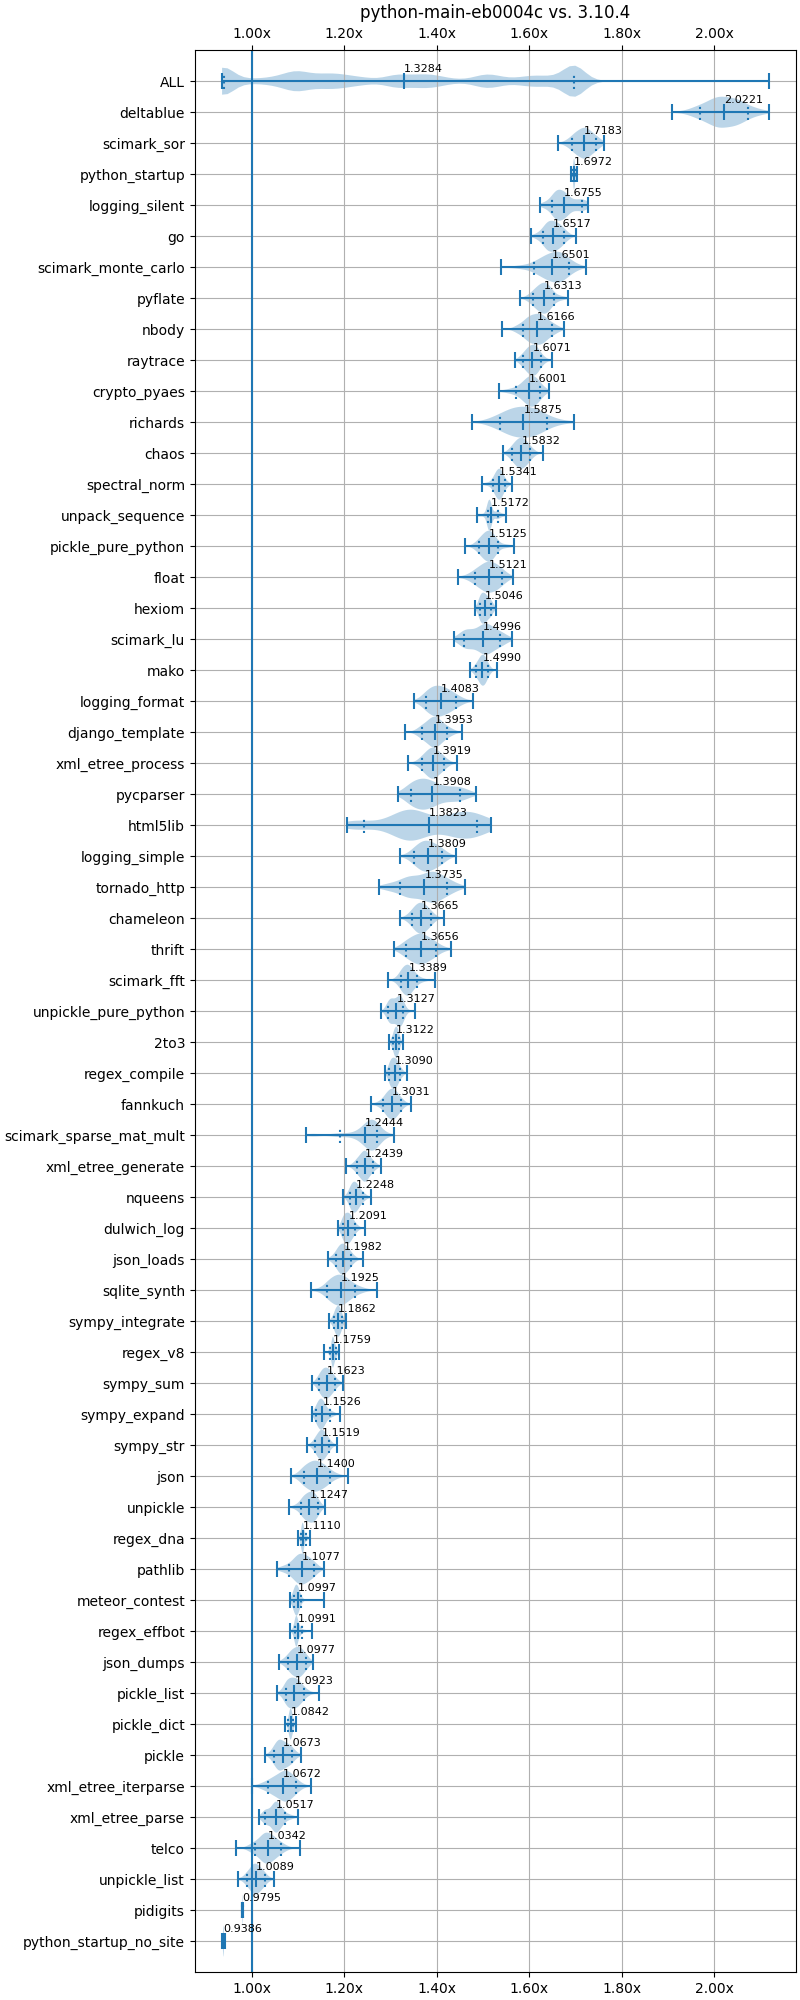 python-main-eb0004c vs. 3.10.4
1.00x 1.20x 1.40x 1.60x 1.80x 2.00x
ALL 1.3284
deltablue 2.0221
scimark_sor 1.7183
python_startup 1.6972
logging_silent 1.6755
go 1.6517
scimark_monte_carlo 1.6501
pyflate 1.6313
nbody 1.6166
raytrace 1.6071
crypto_pyaes 1.6001
richards 1.5875
chaos 1.5832
spectral_norm 1.5341
unpack_sequence 1.5172
pickle_pure_python 1.5125
float 1.5121
hexiom 1.5046
scimark_lu 1.4996
mako 1.4990
logging_format 1.4083
django_template 1.3953
xml_etree_process 1.3919
pycparser 1.3908
html5lib 1.3823
logging_simple 1.3809
tornado_http 1.3735
chameleon 1.3665
thrift 1.3656
scimark_fft 1.3389
unpickle_pure_python 1.3127
2to3 1.3122
regex_compile 1.3090
fannkuch 1.3031
scimark_sparse_mat_mult 1.2444
xml_etree_generate 1.2439
nqueens 1.2248
dulwich_log 1.2091
json_loads 1.1982
sqlite_synth 1.1925
sympy_integrate 1.1862
regex_v8 1.1759
sympy_sum 1.1623
sympy_expand 1.1526
sympy_str 1.1519
json 1.1400
unpickle 1.1247
regex_dna 1.1110
pathlib 1.1077
meteor_contest 1.0997
regex_effbot 1.0991
json_dumps 1.0977
pickle_list 1.0923
pickle_dict 1.0842
pickle 1.0673
xml_etree_iterparse 1.0672
xml_etree_parse 1.0517
telco 1.0342
unpickle_list 1.0089
pidigits 0.9795
python_startup_no_site 0.9386
1.00x 1.20x 1.40x 1.60x 1.80x 2.00x